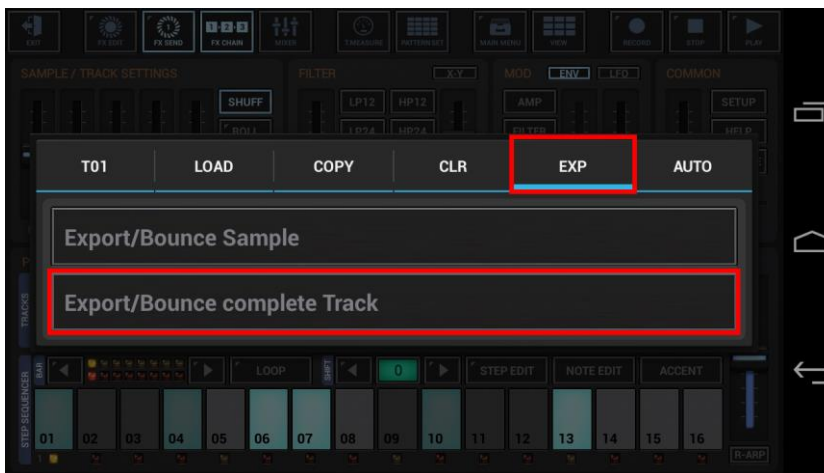 EXIT FX EDIT FX SEND 1-2-3 FX CHAIN MIXER T.MEASURE PATTERN SET MAIN MENU VIEW RECORD STOP PLAY
SAMPLE / TRACK SETTINGS FILTER X-Y MOD ENV LFO COMMON
SHUFF LP12 HP12 AMP SETUP
ROLL LP24 HP24 FILTER HELP
T01 LOAD COPY CLR EXP AUTO
Export/Bounce Sample
Export/Bounce complete Track
TRACKS
BAR LOOP SHIFT 0 STEP EDIT NOTE EDIT ACCENT
STEP SEQUENCER
01 02 03 04 05 06 07 08 09 10 11 12 13 14 15 16
R-ARP